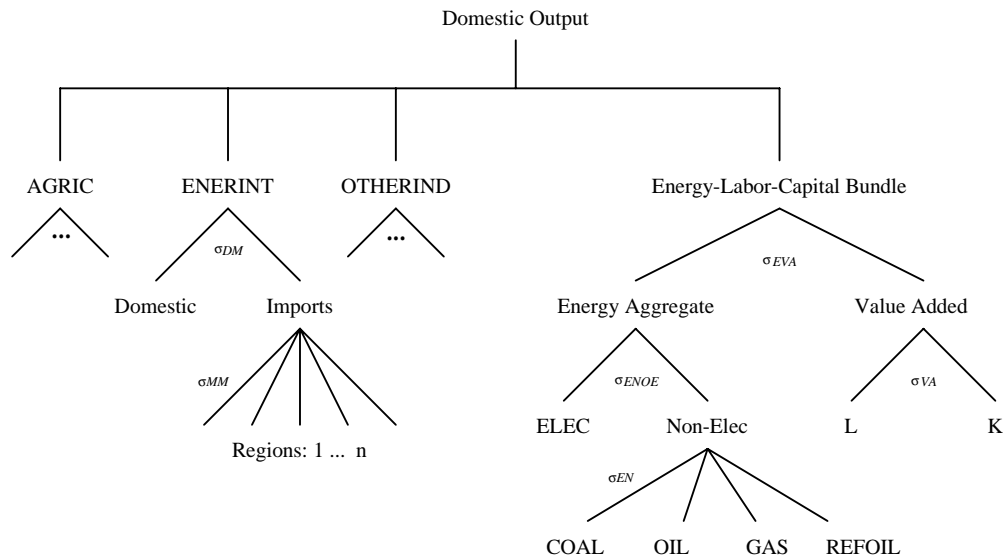 Domestic Output
AGRIC ENERINT OTHERIND Energy-Labor-Capital Bundle
... ...
σDM σEVA
Domestic Imports Energy Aggregate Value Added
σMM σENOE σVA
ELEC Non-Elec L K
Regions: 1 ... n
σEN
COAL OIL GAS REFOIL